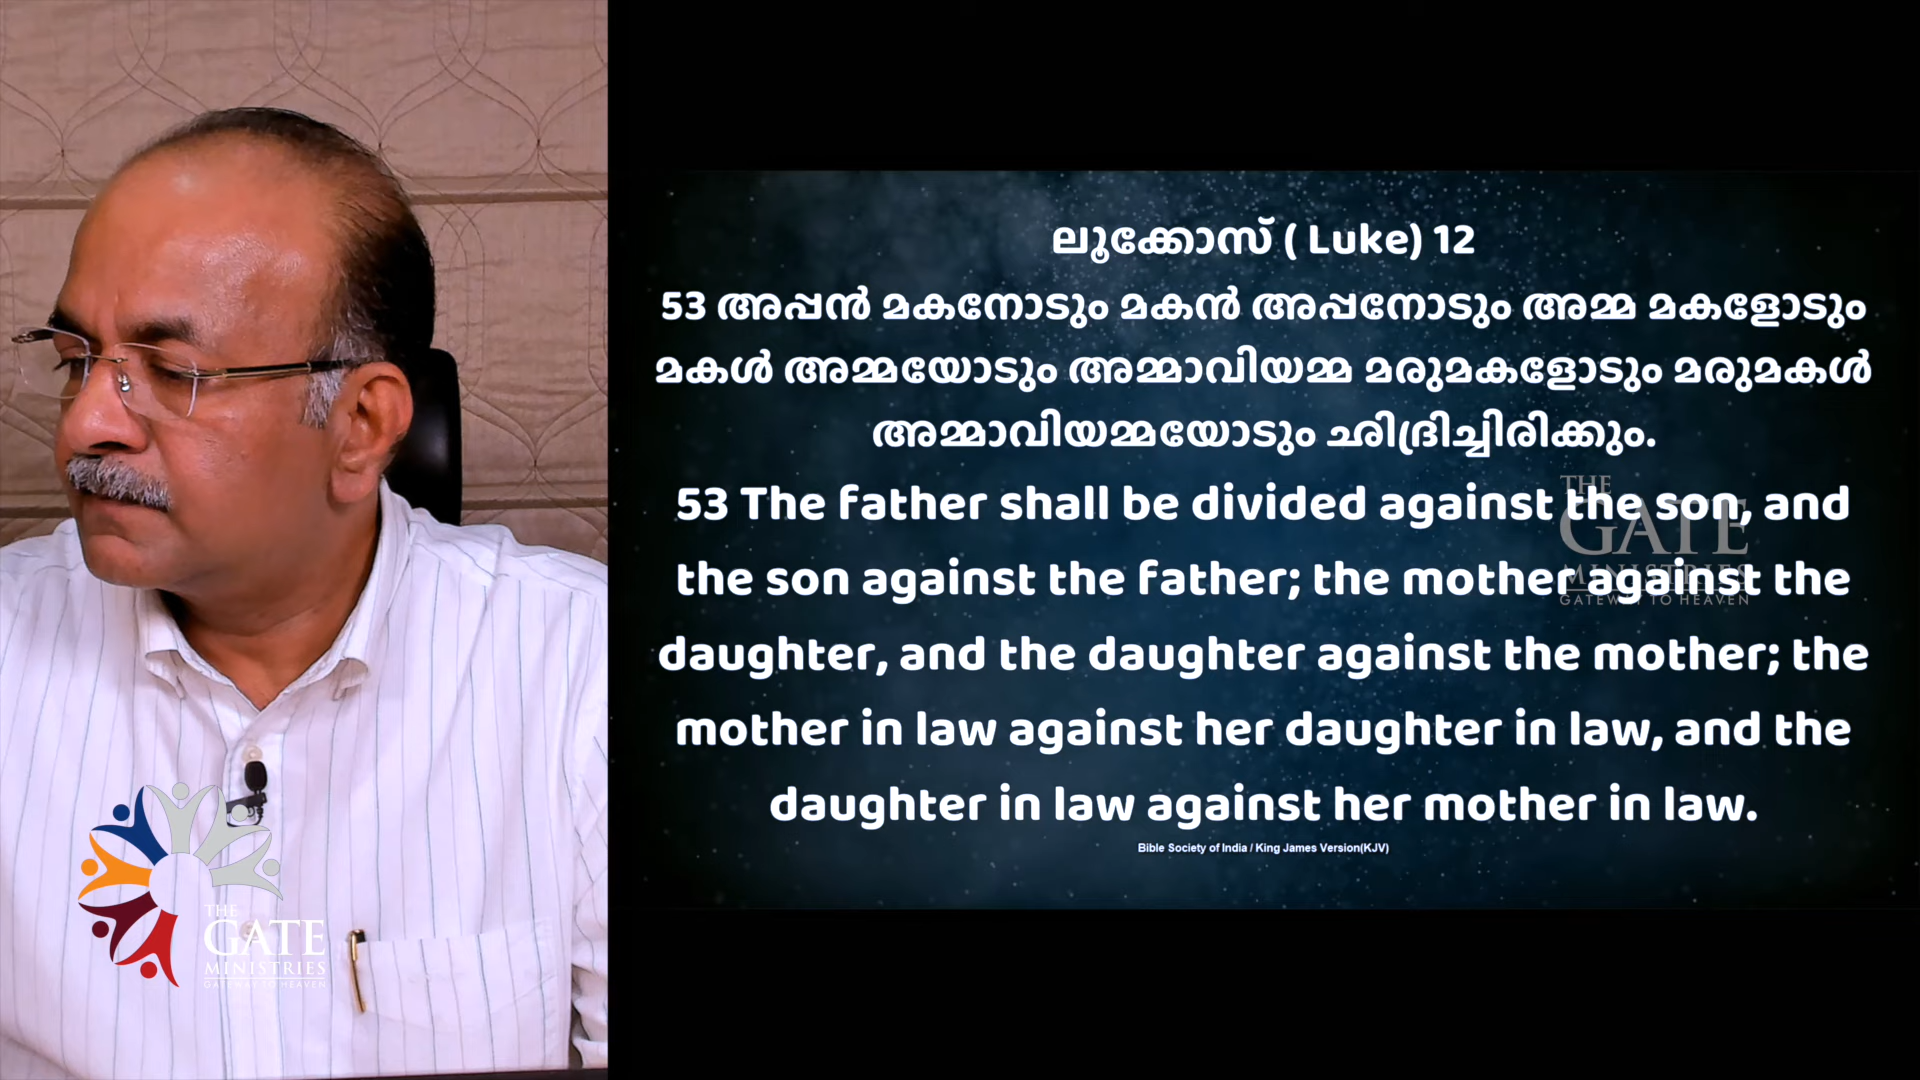 ലൂക്കോസ് ( Luke) 12
53 അപ്പൻ മകനോടും മകൻ അപ്പനോടും അമ്മ മകളോടും
മകൾ അമ്മയോടും അമ്മാവിയമ്മ മരുമകളോടും മരുമകൾ
അമ്മാവിയമ്മയോടും ഛിദ്രിച്ചിരിക്കും.
53 The father shall be divided against the son, and
the son against the father; the mother against the
daughter, and the daughter against the mother; the
mother in law against her daughter in law, and the
daughter in law against her mother in law.
Bible Society of India / King James Version(KJV)
THE
GATE
MINISTRIES
GATEWAY TO HEAVEN
THE
GATE
MINISTRIES
GATEWAY TO HEAVEN